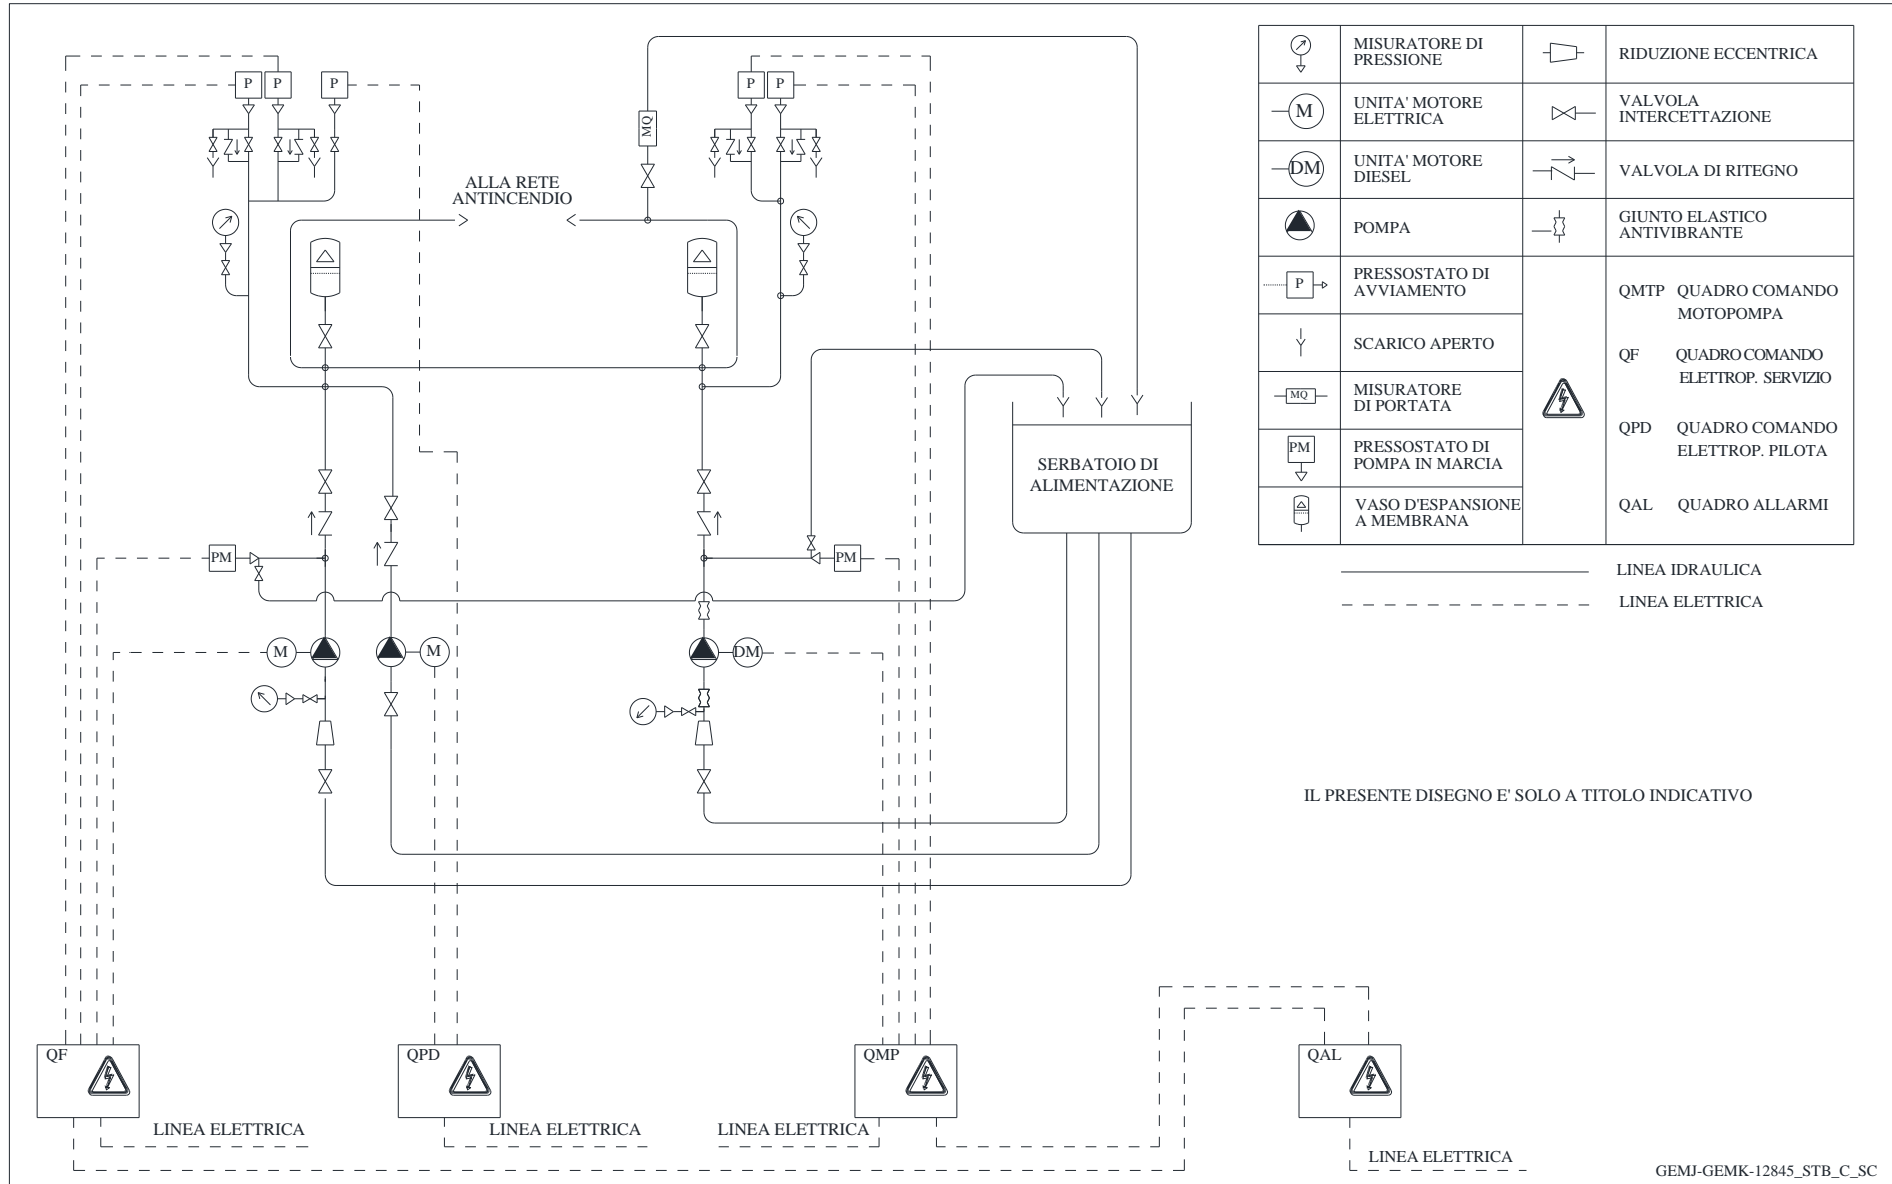 P
P
P
P
P
MQ
ALLA RETE
ANTINCENDIO
SERBATOIO DI
ALIMENTAZIONE
PM
PM
M
M
DM
QF
QPD
QMP
QAL
LINEA ELETTRICA
LINEA ELETTRICA
LINEA ELETTRICA
LINEA ELETTRICA
MISURATORE DI
PRESSIONE
RIDUZIONE ECCENTRICA
M
UNITA' MOTORE
ELETTRICA
VALVOLA
INTERCETTAZIONE
DM
UNITA' MOTORE
DIESEL
VALVOLA DI RITEGNO
POMPA
GIUNTO ELASTICO
ANTIVIBRANTE
P
PRESSOSTATO DI
AVVIAMENTO
SCARICO APERTO
MQ
MISURATORE
DI PORTATA
PM
PRESSOSTATO DI
POMPA IN MARCIA
VASO D'ESPANSIONE
A MEMBRANA
QMTP QUADRO COMANDO
MOTOPOMPA
QF QUADRO COMANDO
ELETTROP. SERVIZIO
QPD QUADRO COMANDO
ELETTROP. PILOTA
QAL QUADRO ALLARMI
LINEA IDRAULICA
LINEA ELETTRICA
IL PRESENTE DISEGNO E' SOLO A TITOLO INDICATIVO
GEMJ-GEMK-12845_STB_C_SC